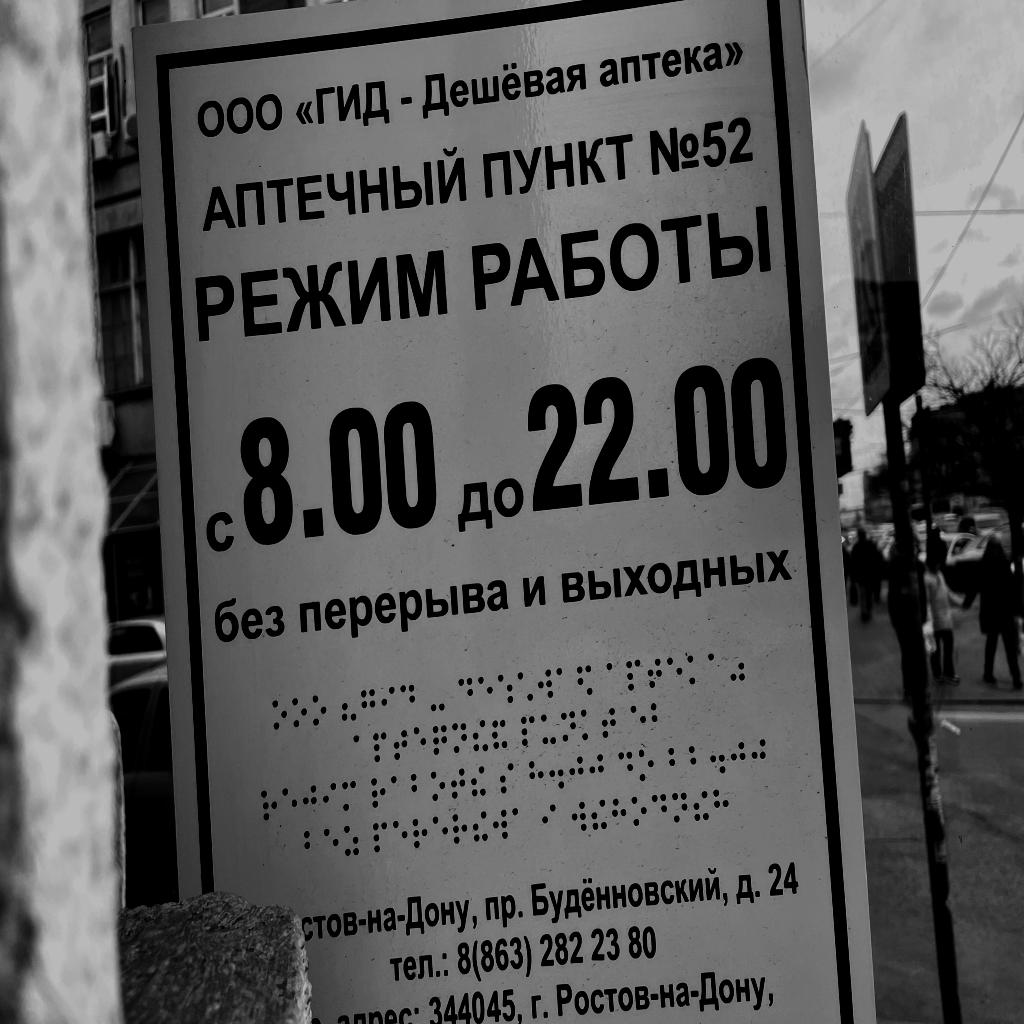 ООО «ГИД - Дешёвая аптека»
АПТЕЧНЫЙ ПУНКТ №52
РЕЖИМ РАБОТЫ
с 8.00 до 22.00
без перерыва и выходных
стов-на-Дону, пр. Будённовский, д. 24
тел.: 8(863) 282 23 80
адрес: 344045, г. Ростов-на-Дону,